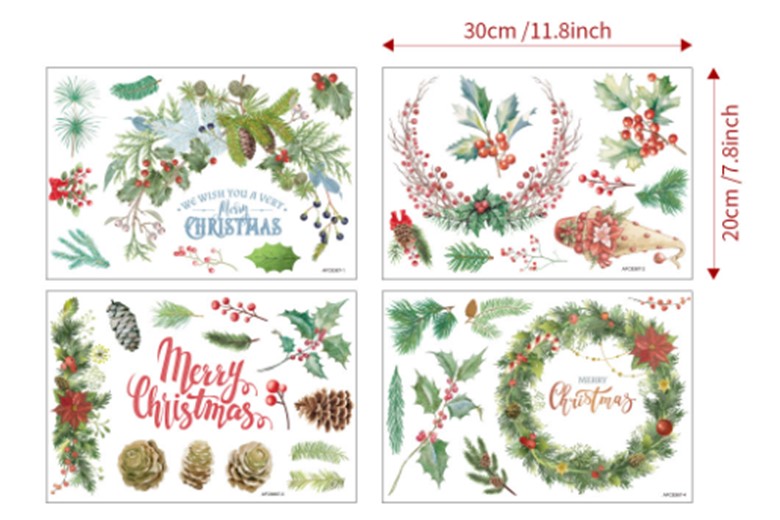 30cm /11.8inch
20cm /7.8inch
WE WISH YOU A VERY
Merry
CHRISTMAS
Merry
Christmas
MERRY
Christmas